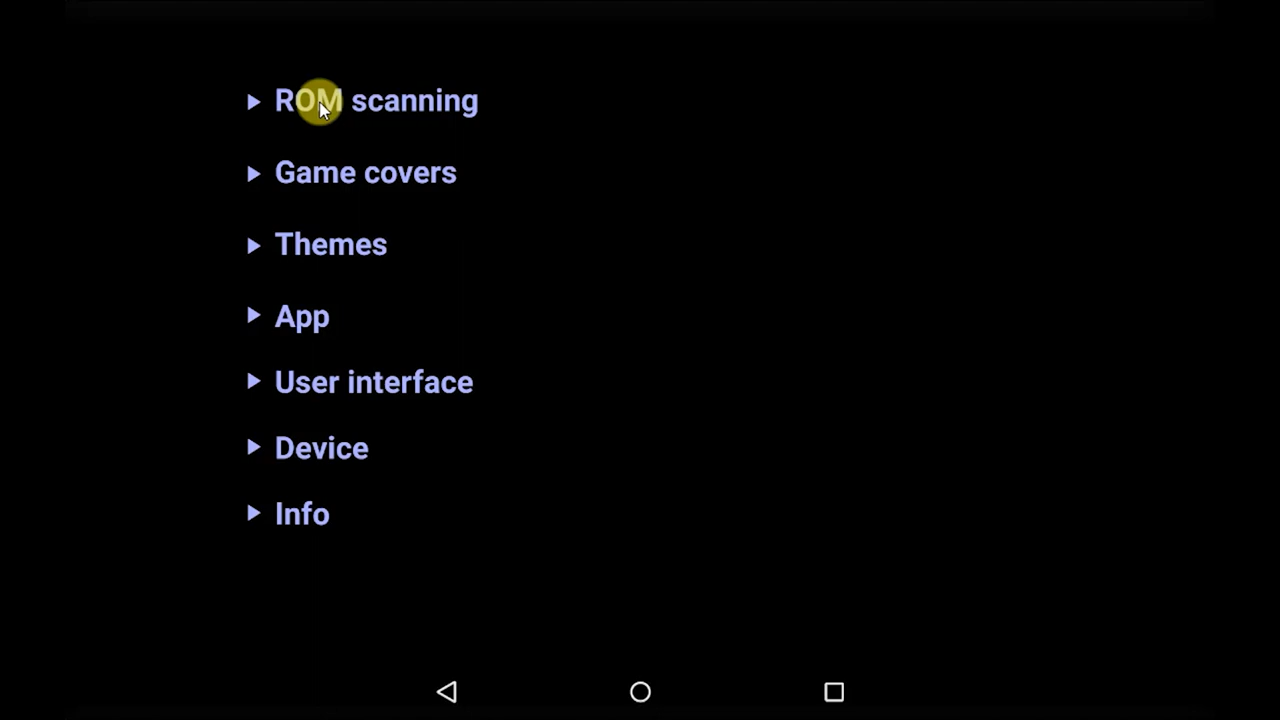 ROM scanning
Game covers
Themes
App
User interface
Device
Info